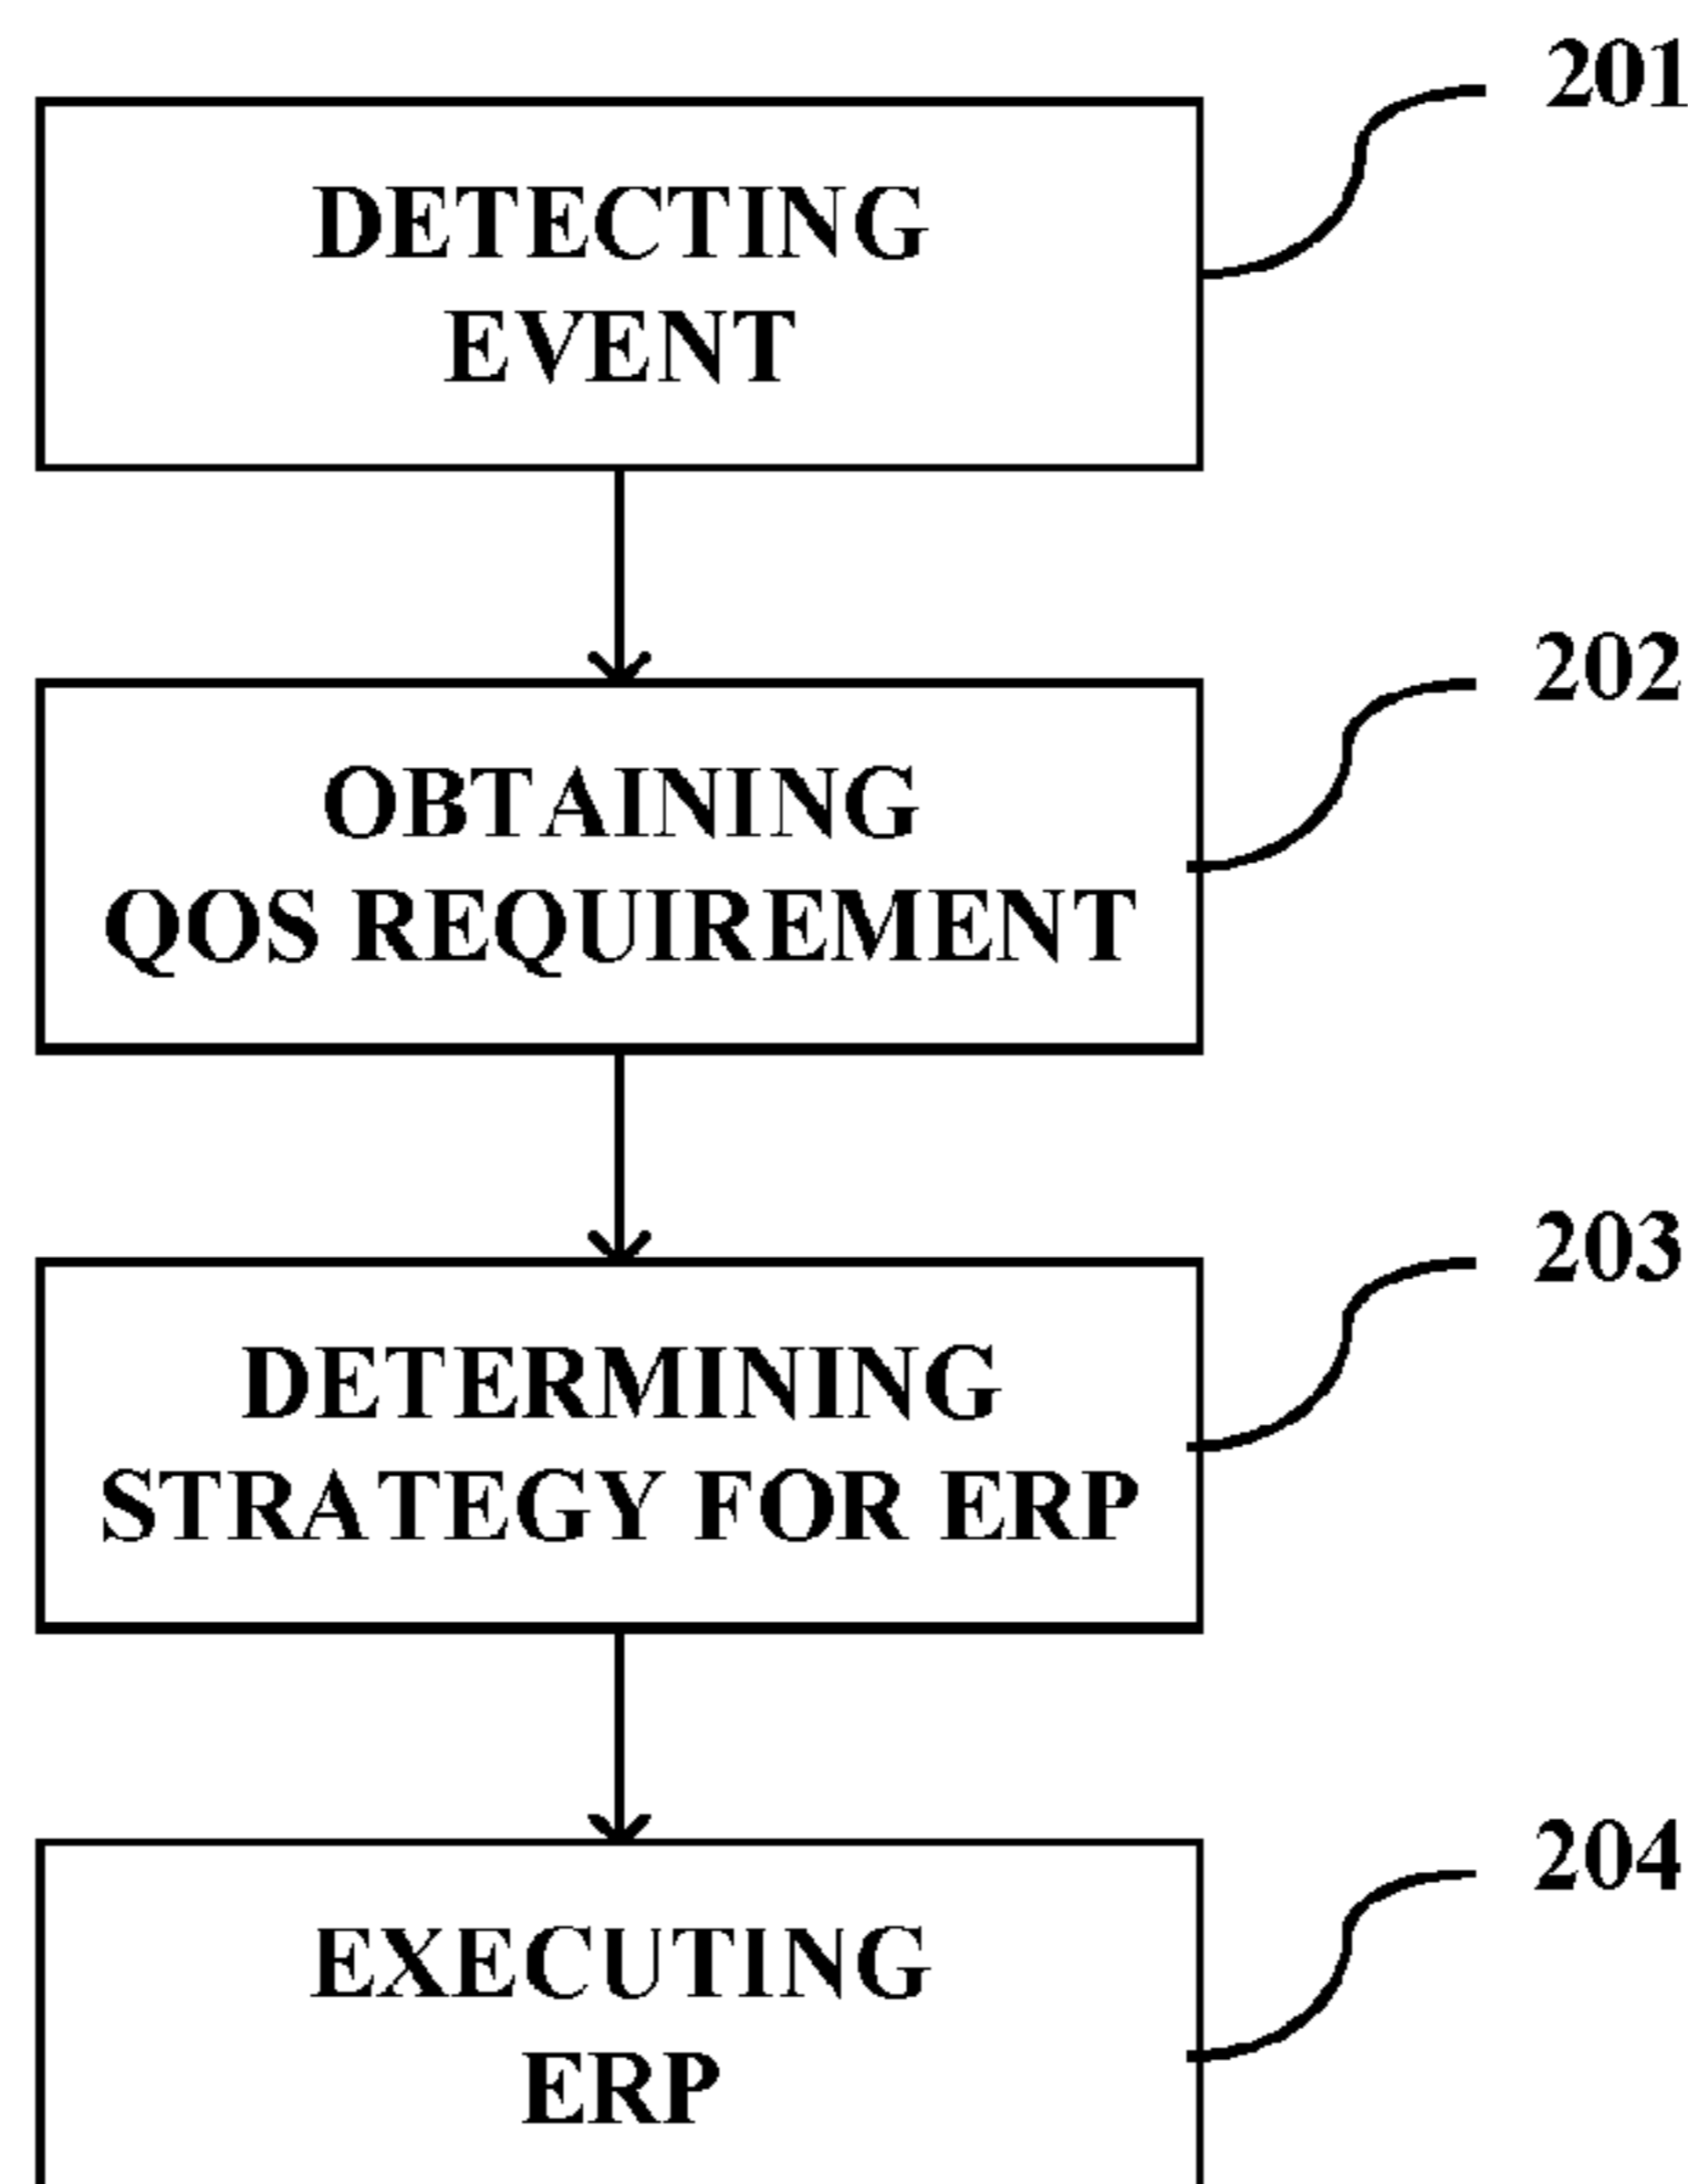 201
DETECTING
EVENT
202
OBTAINING
QOS REQUIREMENT
203
DETERMINING
STRATEGY FOR ERP
204
EXECUTING
ERP